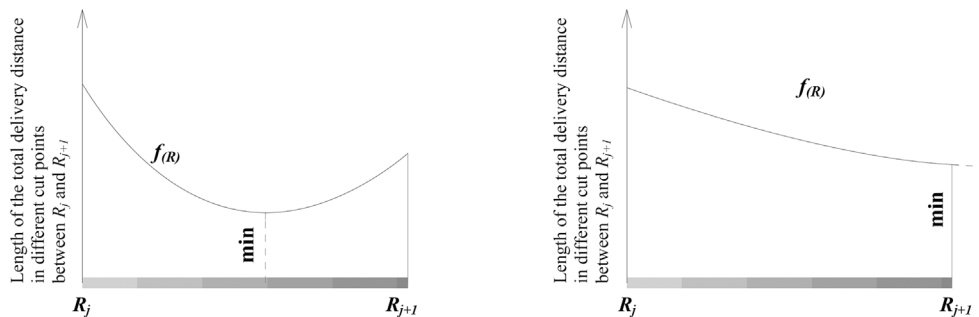 Length of the total delivery distance
in different cut points
between Rj and Rj+1
f(R)
min
Rj
Rj+1
Length of the total delivery distance
in different cut points
between Rj and Rj+1
f(R)
min
Rj
Rj+1